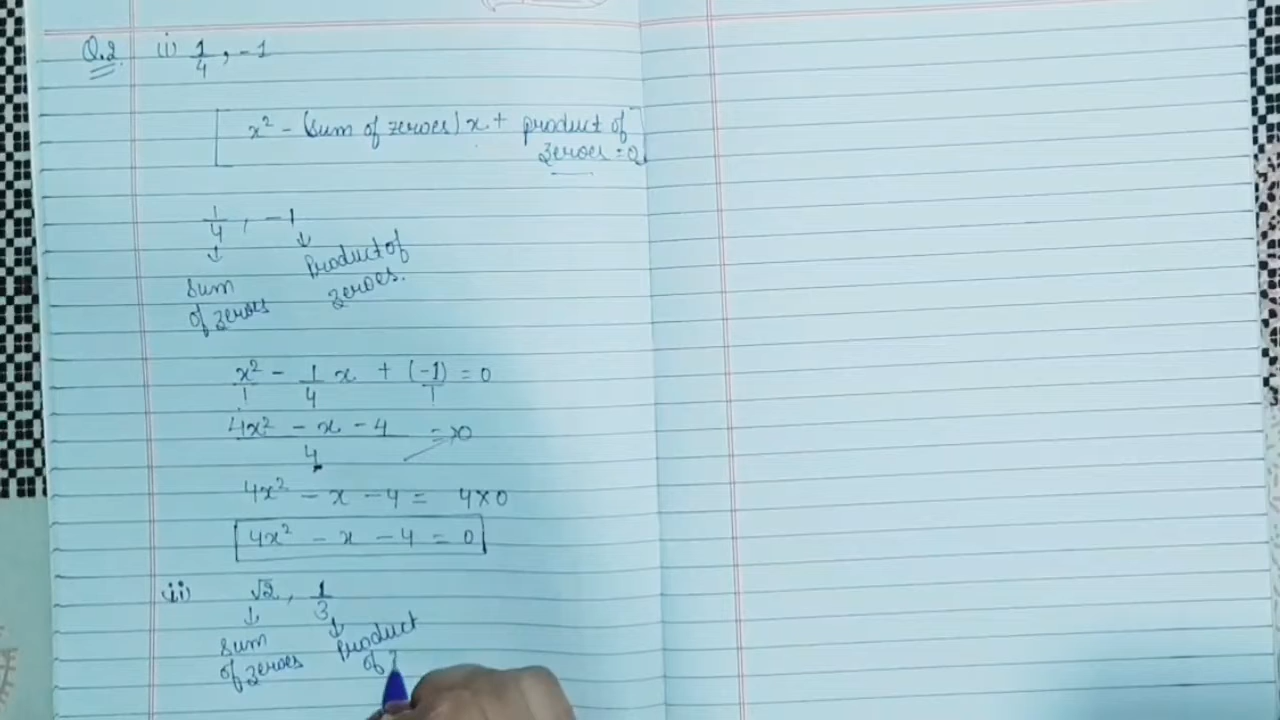 Q.2 (i) 1/4, -1
x² - (sum of zeroes) x + product of
zeroes = 0
1/4, -1
↓ ↓
Sum Product of
of zeroes zeroes.
x²/1 - 1/4 x + (-1)/1 = 0
4x² - x - 4 / 4 = 0
4x² - x - 4 = 4×0
4x² - x - 4 = 0
ii) √2, 1/3
↓ ↓
Sum Product
of zeroes of